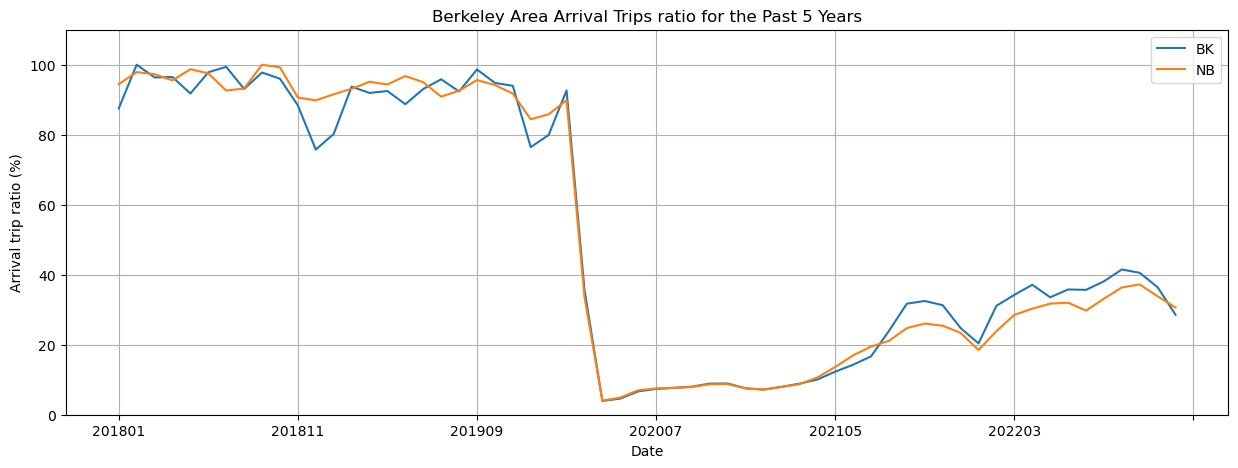 Berkeley Area Arrival Trips ratio for the Past 5 Years
BK
NB
Arrival trip ratio (%)
100
80
60
40
20
0
201801 201811 201909 202007 202105 202203
Date